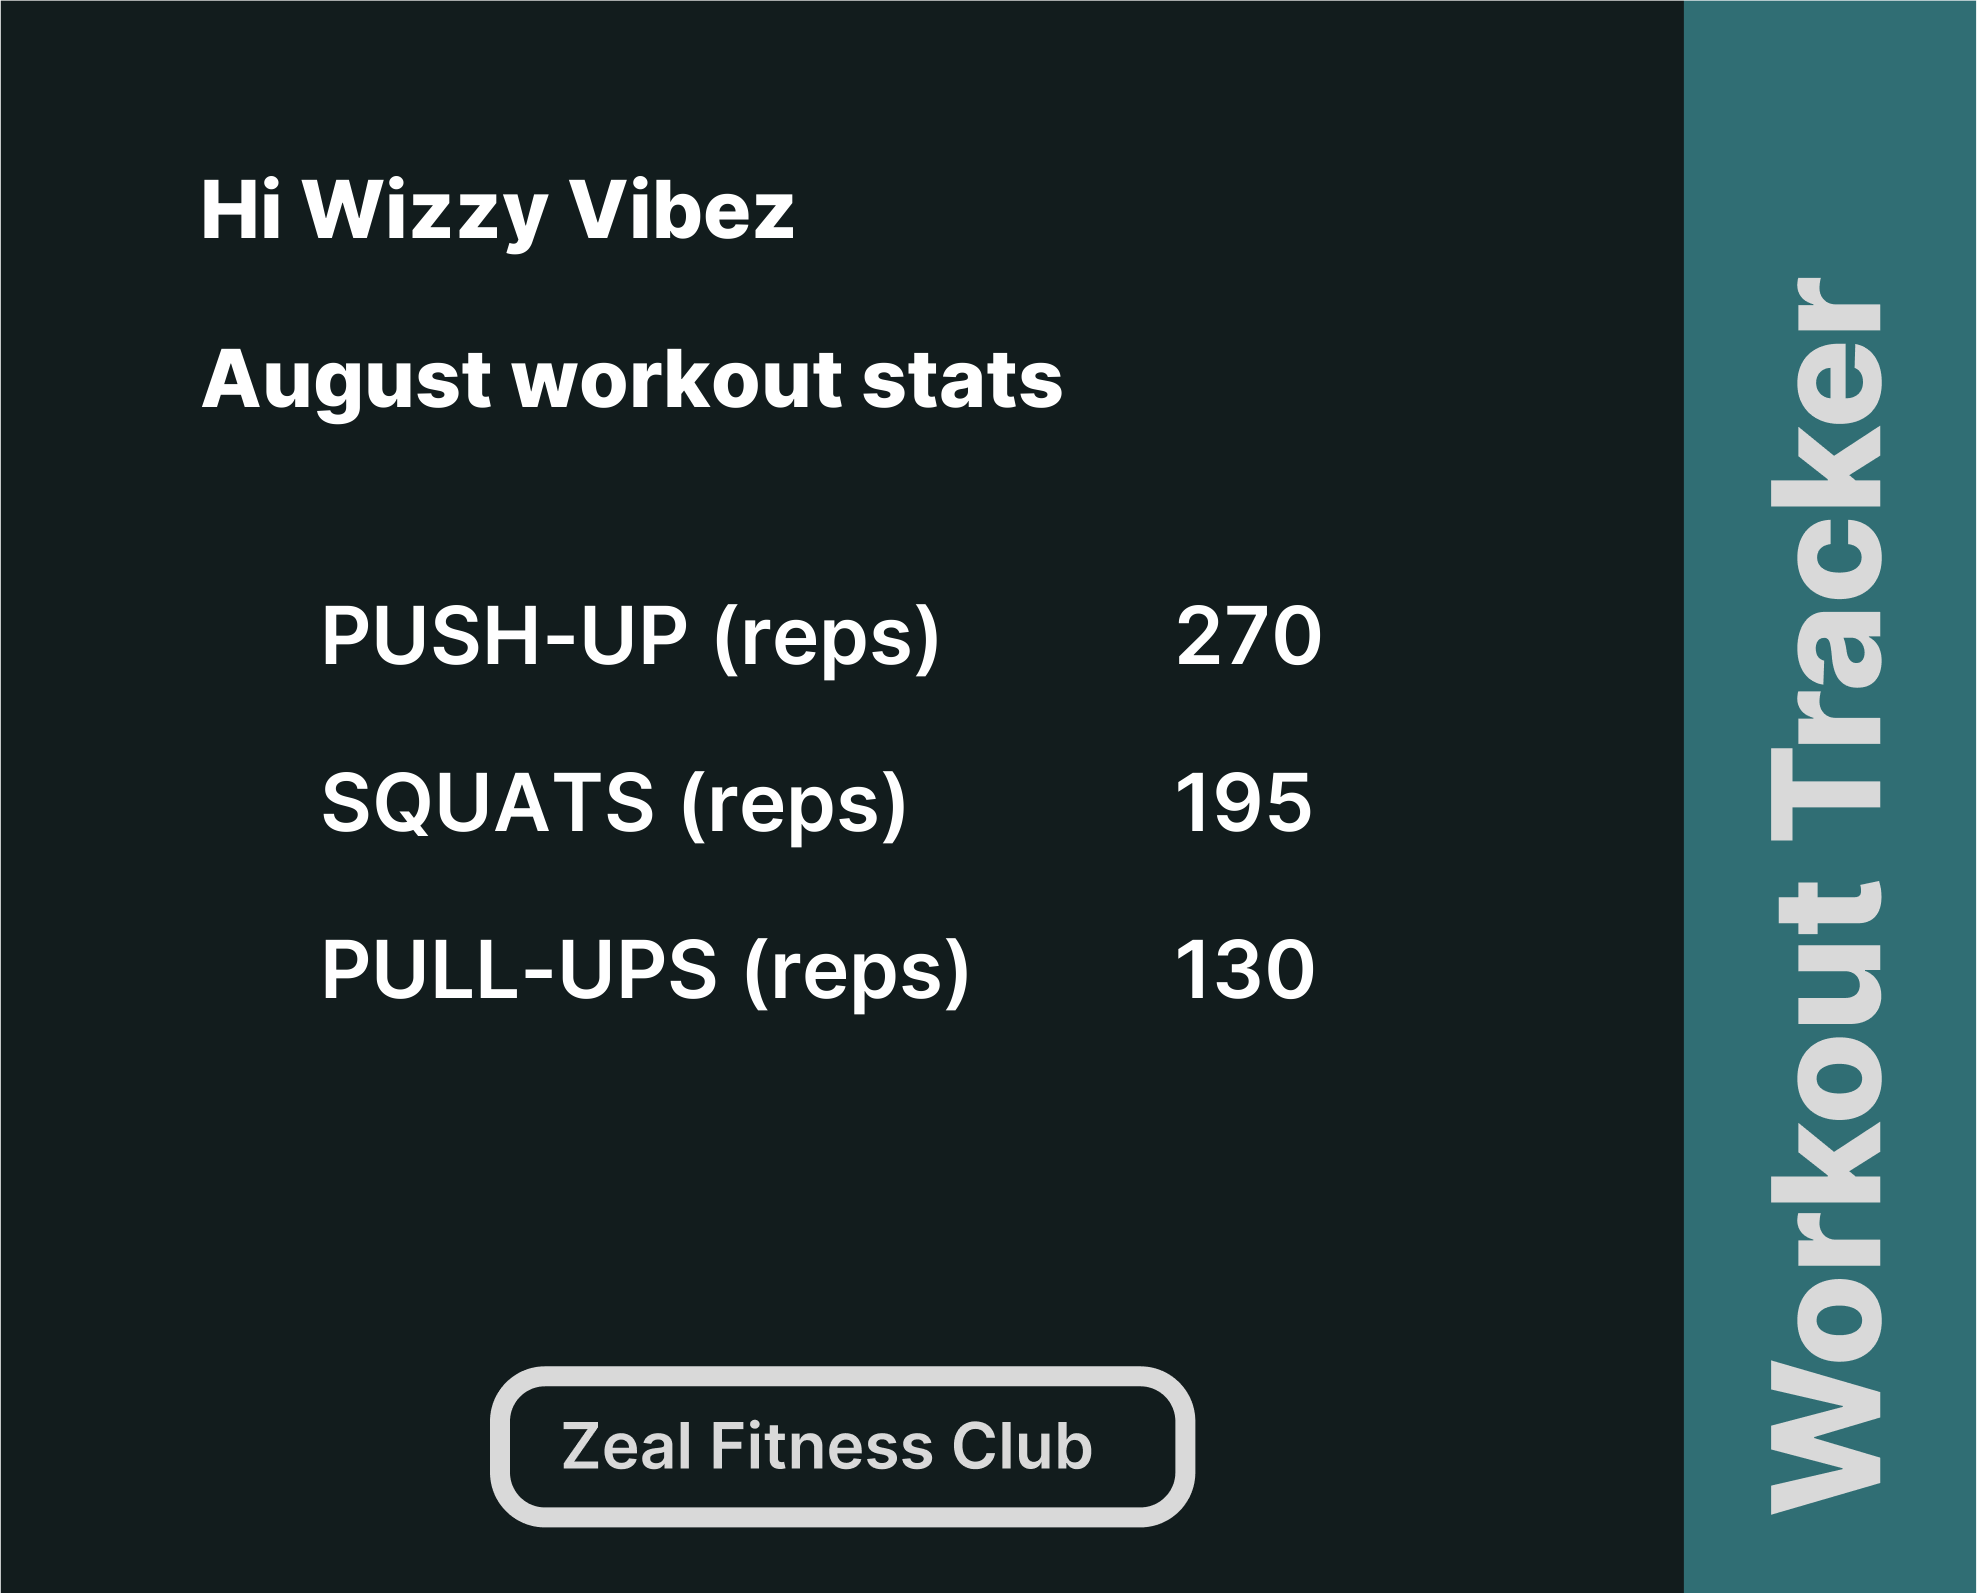 Hi Wizzy Vibez
August workout stats
PUSH-UP (reps) 270
SQUATS (reps) 195
PULL-UPS (reps) 130
Zeal Fitness Club
Workout Tracker